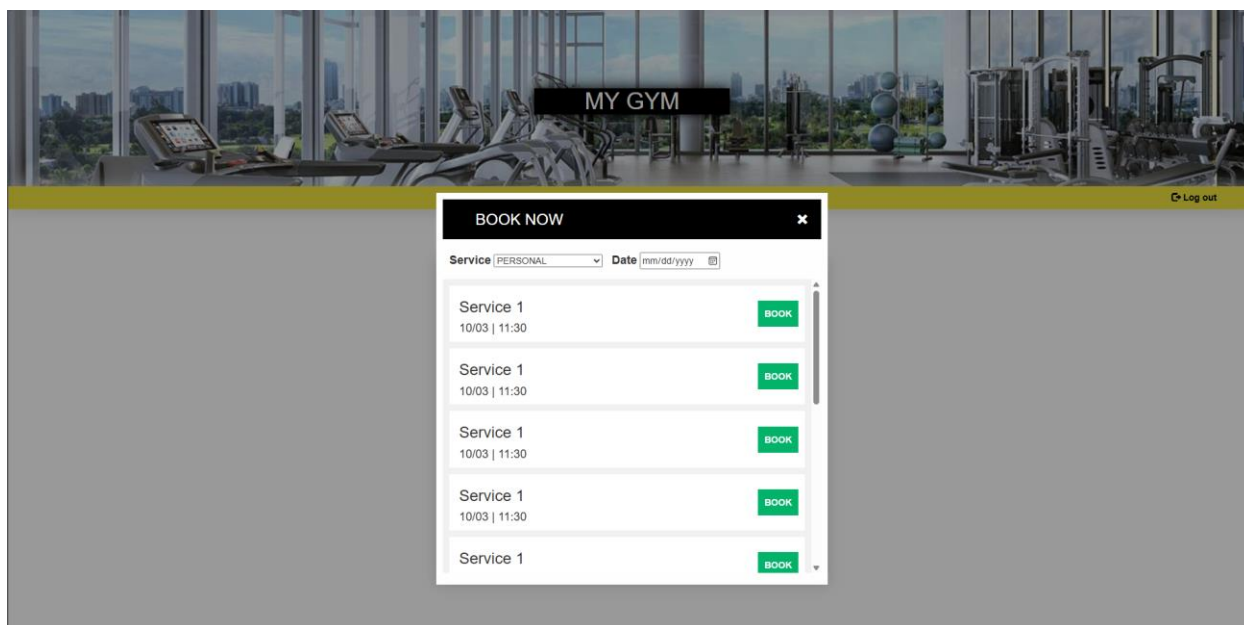 MY GYM
Log out
BOOK NOW
Service PERSONAL Date mm/dd/yyyy
Service 1
10/03 | 11:30
BOOK
Service 1
10/03 | 11:30
BOOK
Service 1
10/03 | 11:30
BOOK
Service 1
10/03 | 11:30
BOOK
Service 1
BOOK